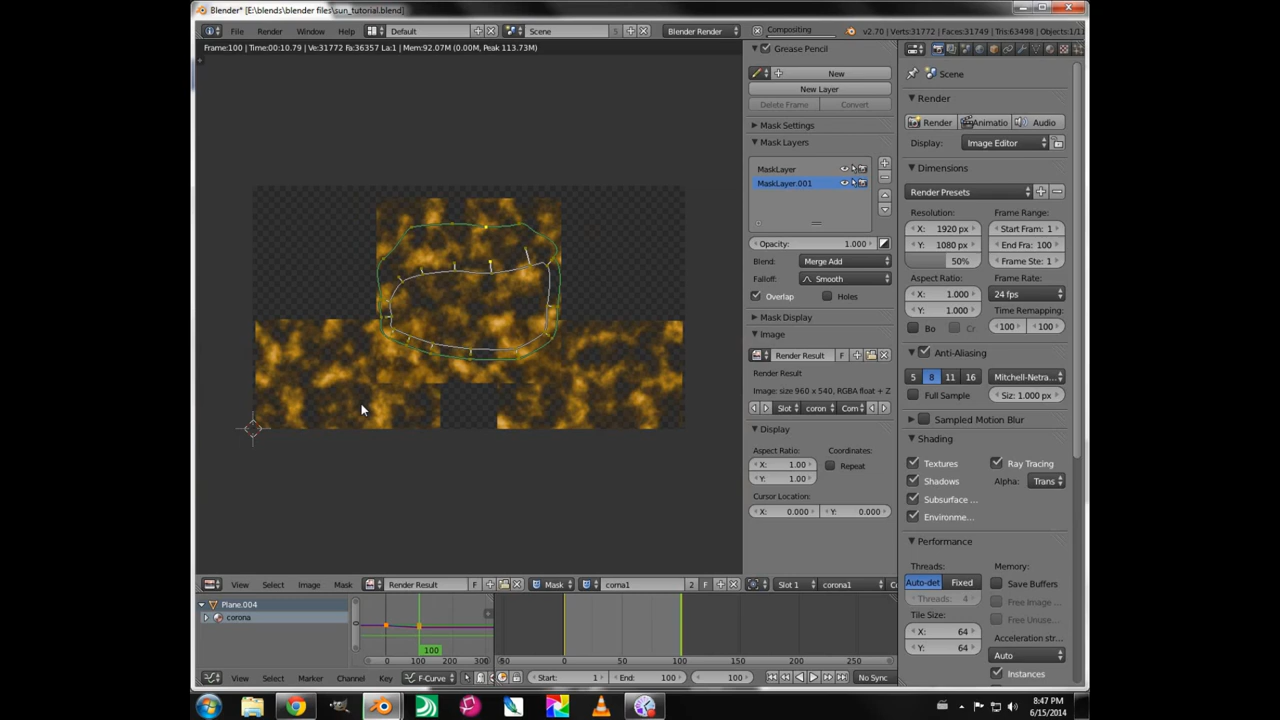 Blender* [E:\blends\blender files\sun_tutorial.blend]
File Render Window Help Default Scene 5 Blender Render Compositing v2.70 | Verts:31772 | Faces:31749 | Tris:63498 | Objects:1/11
Frame:100 | Time:00:10.79 | Ve:31772 Fa:36357 La:1 | Mem:92.07M (0.00M, Peak 113.73M)
Grease Pencil
New
New Layer
Delete Frame Convert
Mask Settings
Mask Layers
MaskLayer
MaskLayer.001
Opacity: 1.000
Blend: Merge Add
Falloff: Smooth
Overlap Holes
Mask Display
Image
Render Result F
Render Result
Image: size 960 x 540, RGBA float + Z
Slot coron Com
Display
Aspect Ratio: Coordinates:
X: 1.00 Repeat
Y: 1.00
Cursor Location:
X: 0.000 Y: 0.000
Scene
Render
Render Animatio Audio
Display: Image Editor
Dimensions
Render Presets
Resolution: Frame Range:
X: 1920 px Start Fram: 1
Y: 1080 px End Fra: 100
50% Frame Ste: 1
Aspect Ratio: Frame Rate:
X: 1.000 24 fps
Y: 1.000 Time Remapping:
Bo Cr 100 100
Anti-Aliasing
5 8 11 16 Mitchell-Netra...
Full Sample Siz: 1.000 px
Sampled Motion Blur
Shading
Textures Ray Tracing
Shadows Alpha: Trans
Subsurface ...
Environme...
Performance
Threads: Memory:
Auto-det Fixed Save Buffers
Threads: 4 Free Image ...
Tile Size: Free Unuse...
X: 64 Acceleration str...
Y: 64 Auto
Instances
View Select Image Mask Render Result F Mask corna1 2 F Slot 1 corona1 C
Plane.004
corona
100
0 100 200 300 -50 0 50 100 150 200 250
View Select Marker Channel Key F-Curve Start: 1 End: 100 100 No Sync
8:47 PM
6/15/2014